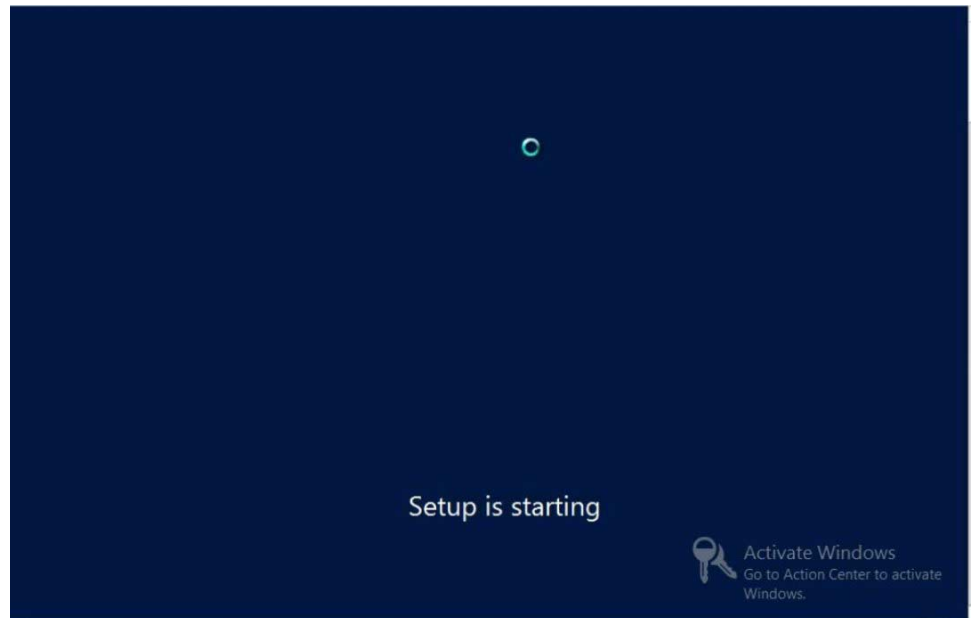 Setup is starting
Activate Windows
Go to Action Center to activate
Windows.